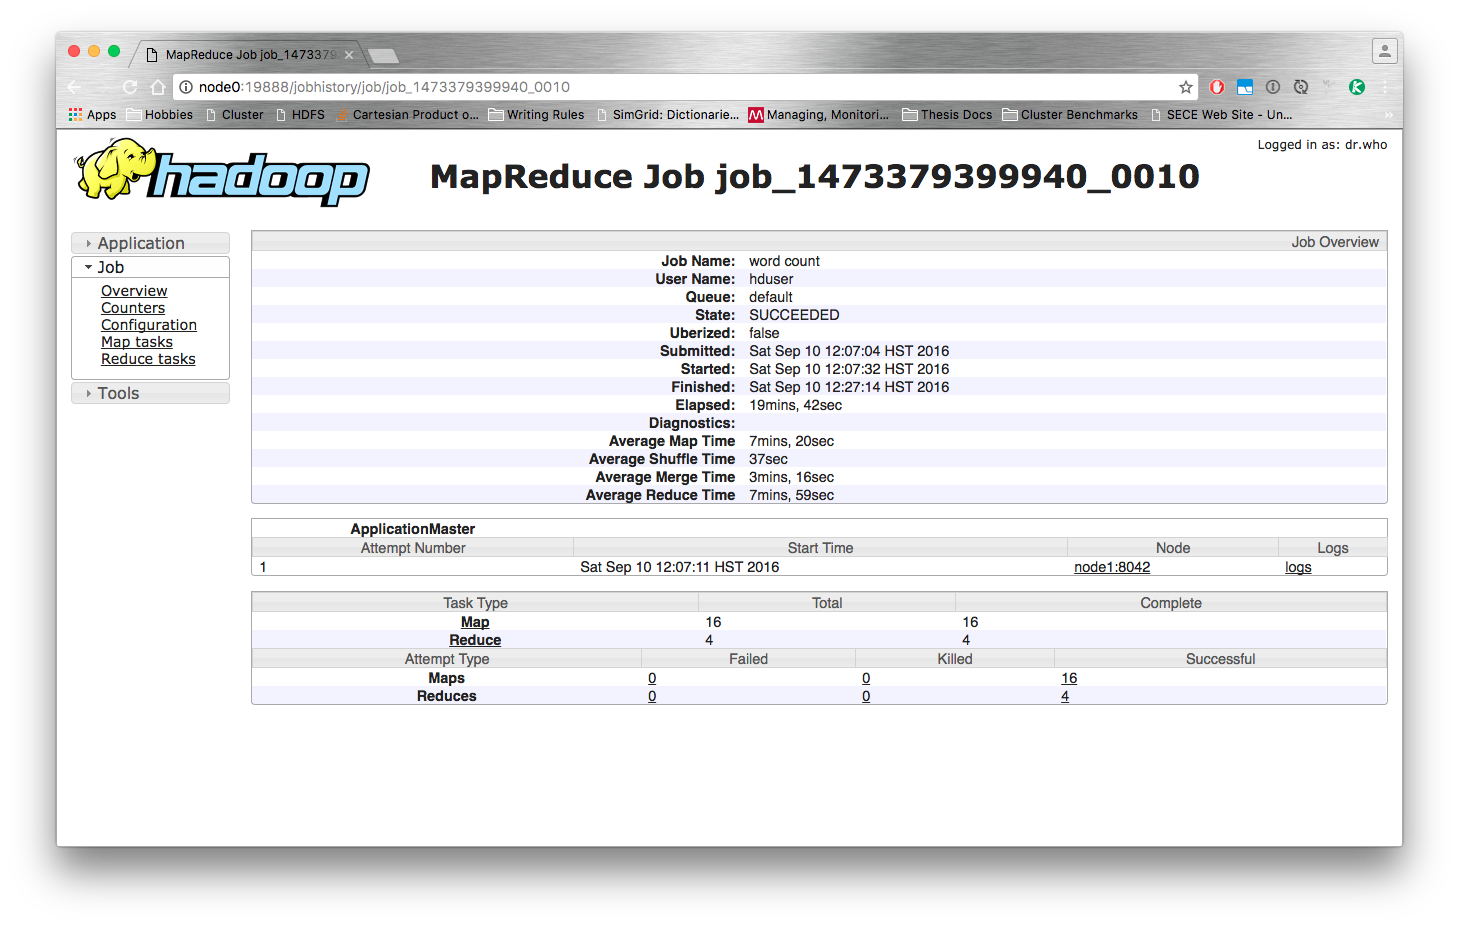 MapReduce Job job_1473379
node0:19888/jobhistory/job/job_1473379399940_0010
Apps Hobbies Cluster HDFS Cartesian Product o... Writing Rules SimGrid: Dictionarie... Managing, Monitori... Thesis Docs Cluster Benchmarks SECE Web Site - Un... »
Logged in as: dr.who
hadoop
MapReduce Job job_1473379399940_0010
Application
Job
Overview
Counters
Configuration
Map tasks
Reduce tasks
Tools
Job Overview
Job Name: word count
User Name: hduser
Queue: default
State: SUCCEEDED
Uberized: false
Submitted: Sat Sep 10 12:07:04 HST 2016
Started: Sat Sep 10 12:07:32 HST 2016
Finished: Sat Sep 10 12:27:14 HST 2016
Elapsed: 19mins, 42sec
Diagnostics:
Average Map Time 7mins, 20sec
Average Shuffle Time 37sec
Average Merge Time 3mins, 16sec
Average Reduce Time 7mins, 59sec
ApplicationMaster
Attempt Number Start Time Node Logs
1 Sat Sep 10 12:07:11 HST 2016 node1:8042 logs
Task Type Total Complete
Map 16 16
Reduce 4 4
Attempt Type Failed Killed Successful
Maps 0 0 16
Reduces 0 0 4